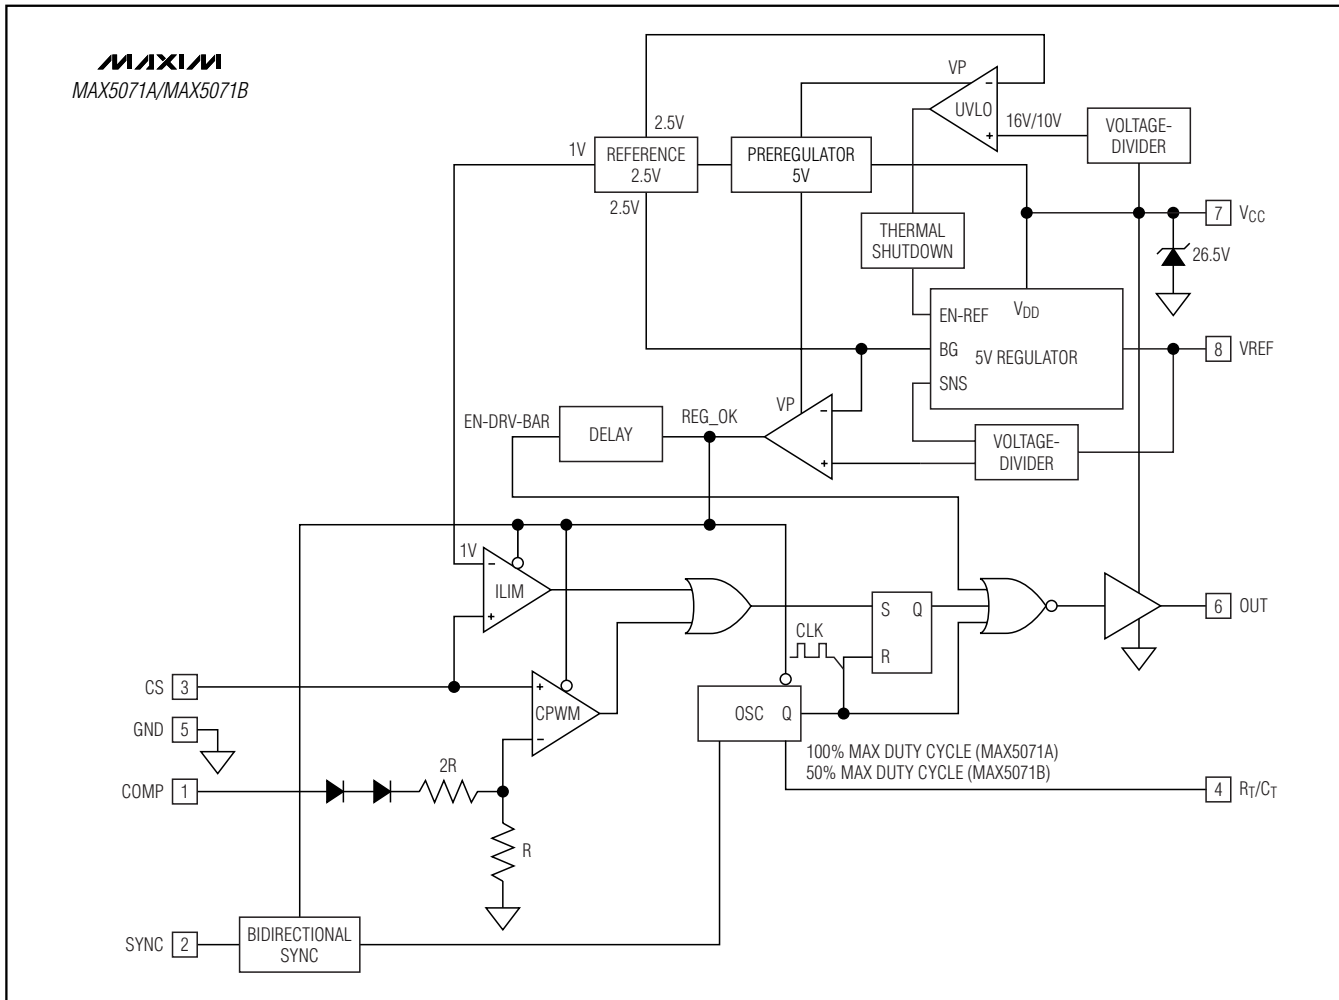 MAXIM
MAX5071A/MAX5071B
VP
−
UVLO
+
16V/10V
VOLTAGE-
DIVIDER
2.5V
1V
REFERENCE
2.5V
PREREGULATOR
5V
2.5V
7
VCC
THERMAL
SHUTDOWN
26.5V
VDD
EN-REF
BG
5V REGULATOR
SNS
8
VREF
VP
−
+
EN-DRV-BAR
DELAY
REG_OK
VOLTAGE-
DIVIDER
1V
−
ILIM
+
S
Q
R
CLK
6
OUT
CS
3
+
CPWM
−
OSC
Q
GND
5
100% MAX DUTY CYCLE (MAX5071A)
50% MAX DUTY CYCLE (MAX5071B)
COMP
1
2R
4
RT/CT
R
SYNC
2
BIDIRECTIONAL
SYNC